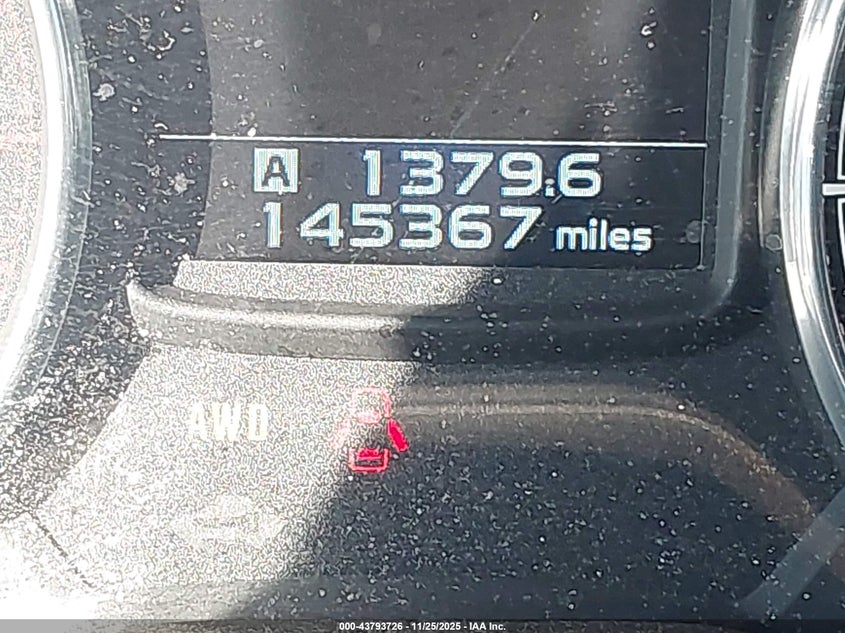 A 1379.6
145367 miles
AWD
000-43793726 - 11/25/2025 - IAA Inc.